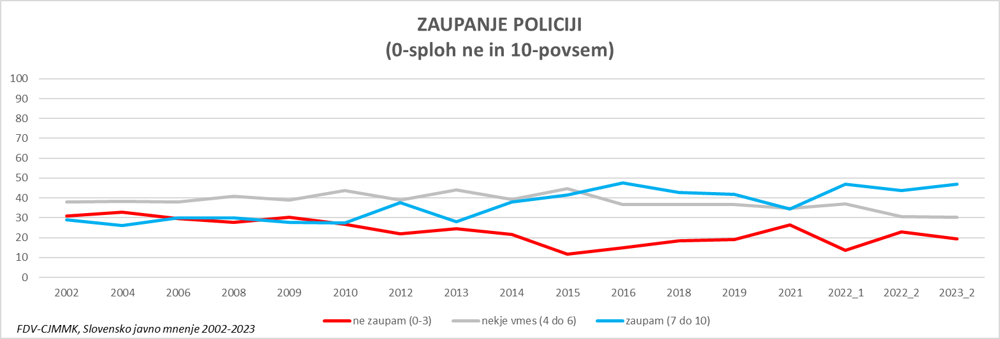 ZAUPANJE POLICIJI
(0-sploh ne in 10-povsem)
100
90
80
70
60
50
40
30
20
10
0
2002 2004 2006 2008 2009 2010 2012 2013 2014 2015 2016 2018 2019 2021 2022_1 2022_2 2023_2
ne zaupam (0-3) nekje vmes (4 do 6) zaupam (7 do 10)
FDV-CJMMK, Slovensko javno mnenje 2002-2023